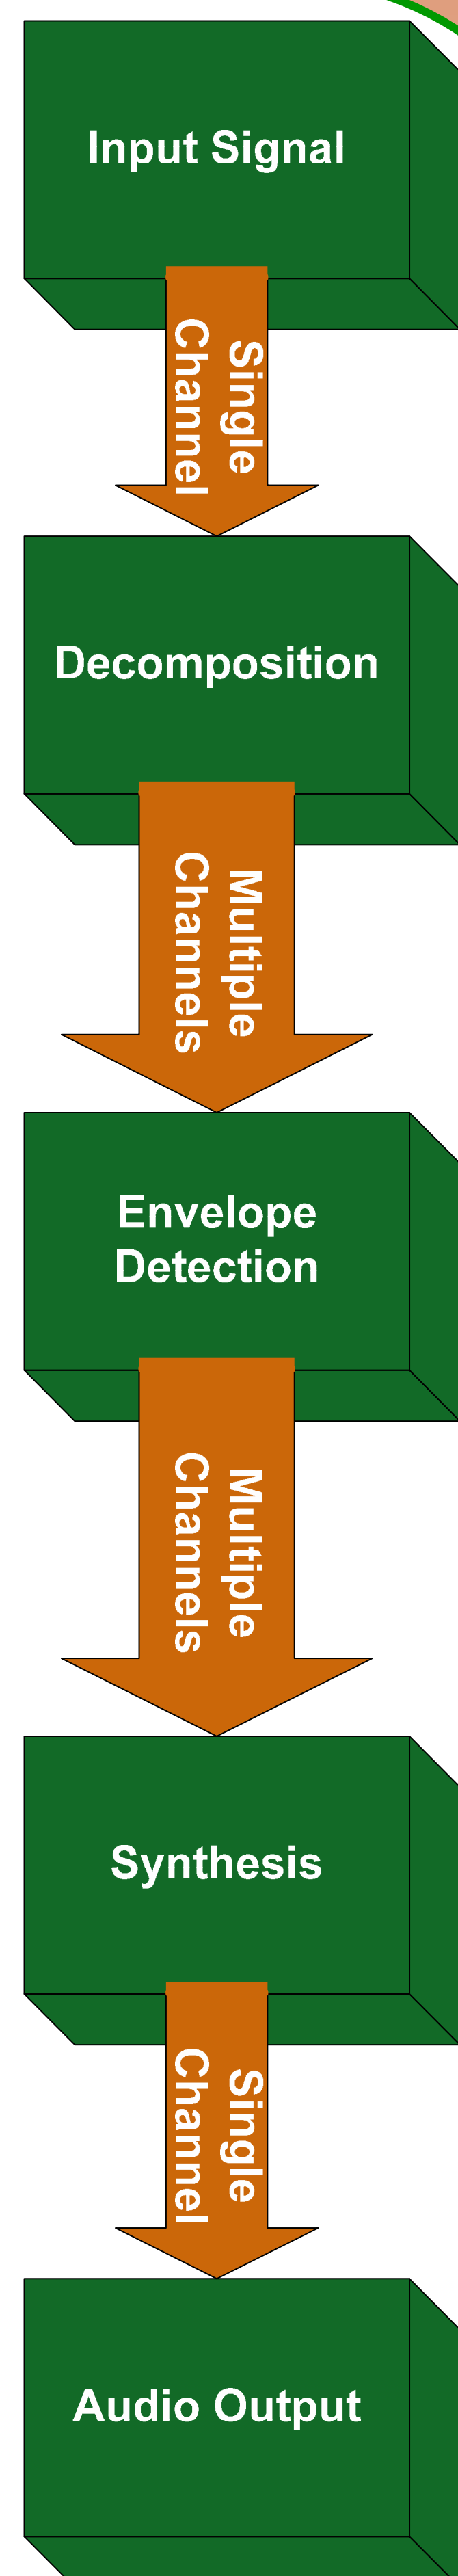 Input Signal
Single
Channel
Decomposition
Multiple
Channels
Envelope
Detection
Multiple
Channels
Synthesis
Single
Channel
Audio Output